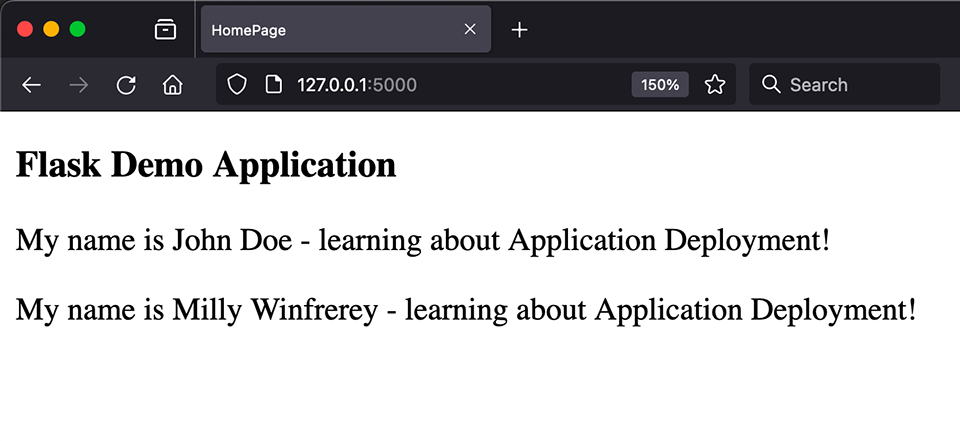 HomePage
127.0.0.1:5000
150%
Search
Flask Demo Application
My name is John Doe - learning about Application Deployment!
My name is Milly Winfrerey - learning about Application Deployment!